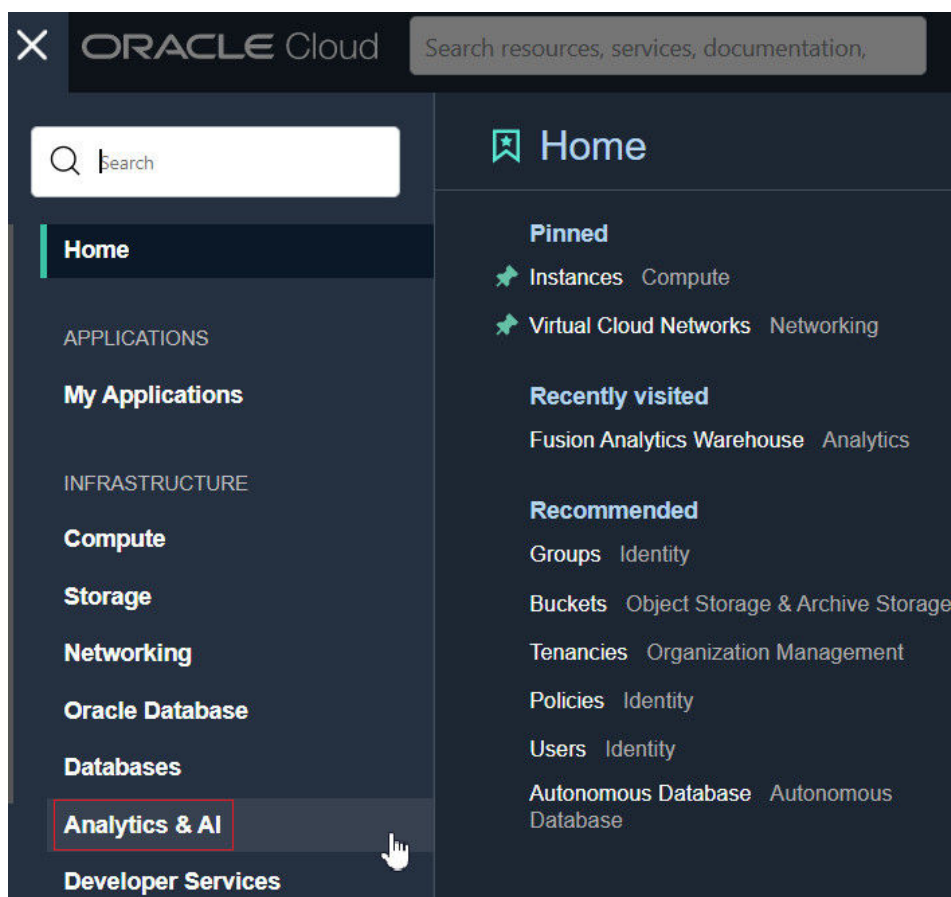 ORACLE Cloud
Search resources, services, documentation,
Search
Home
APPLICATIONS
My Applications
INFRASTRUCTURE
Compute
Storage
Networking
Oracle Database
Databases
Analytics & AI
Developer Services
Home
Pinned
Instances Compute
Virtual Cloud Networks Networking
Recently visited
Fusion Analytics Warehouse Analytics
Recommended
Groups Identity
Buckets Object Storage & Archive Storage
Tenancies Organization Management
Policies Identity
Users Identity
Autonomous Database Autonomous
Database